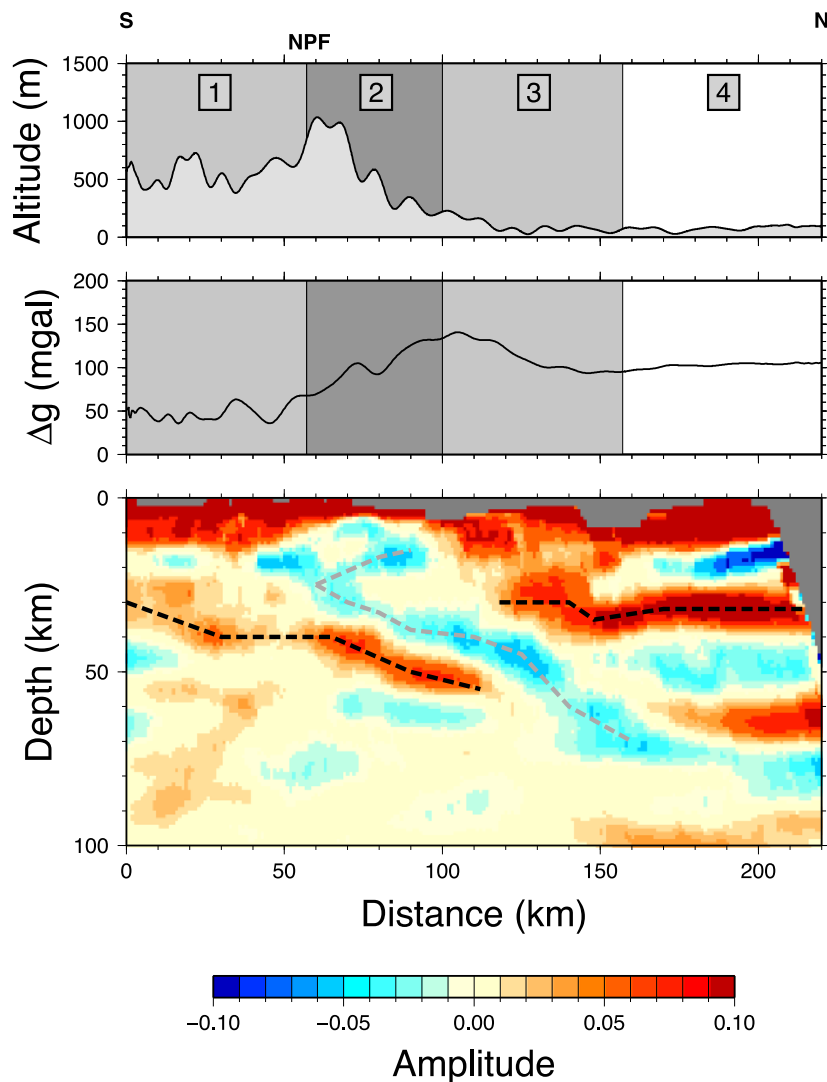 S N
NPF
1500
1000
500
0
Altitude (m)
1 2 3 4
200
150
100
50
0
Δg (mgal)
0
50
100
Depth (km)
0 50 100 150 200
Distance (km)
−0.10 −0.05 0.00 0.05 0.10
Amplitude